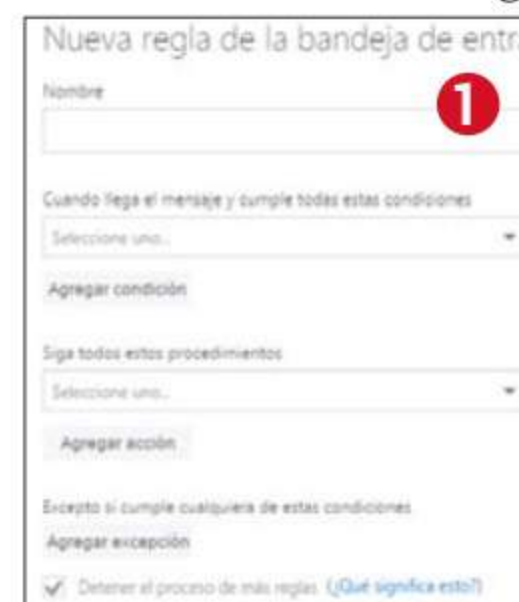 Nueva regla de la bandeja de entr
1
Nombre
Cuando llega el mensaje y cumple todas estas condiciones
Seleccione uno...
Agregar condición
Siga todos estos procedimientos
Seleccione uno...
Agregar acción
Excepto si cumple cualquiera de estas condiciones
Agregar excepción
Detener el proceso de más reglas (¿Qué significa esto?)